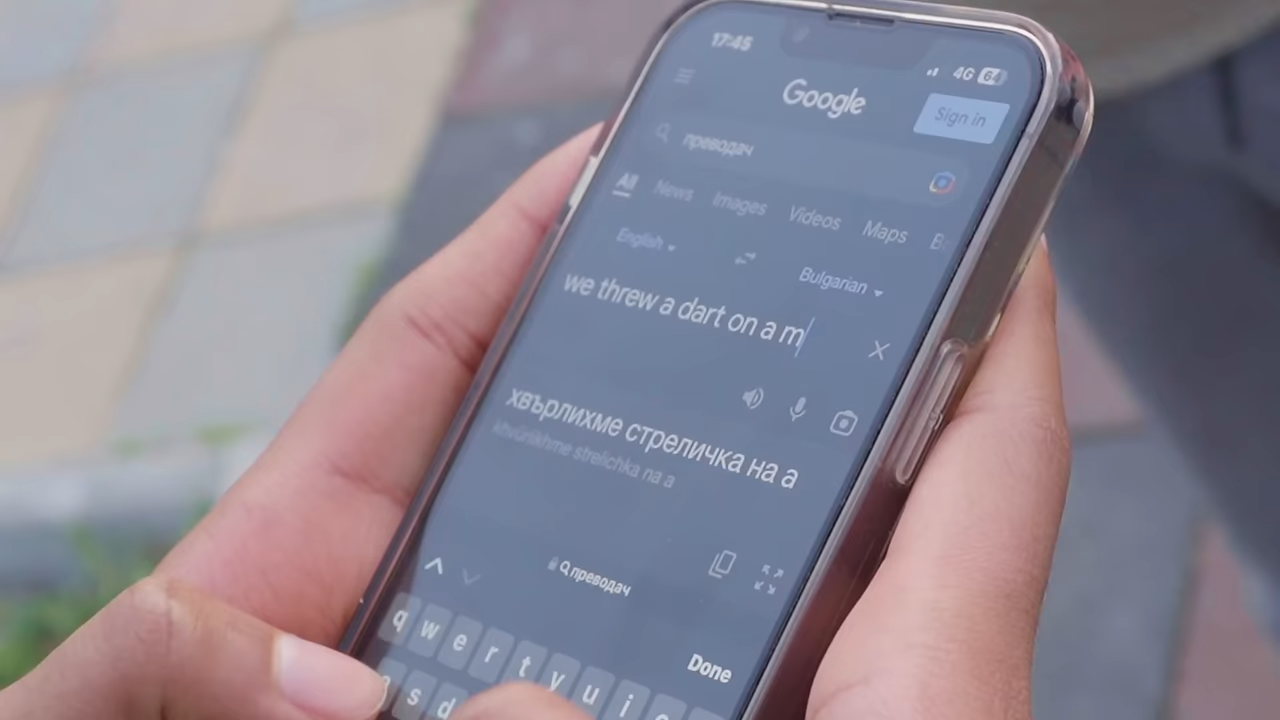 17:45
4G 64
Google
Sign in
преводач
All News Images Videos Maps B
English
Bulgarian
we threw a dart on a m
хвърлихме стреличка на а
khvŭrlikhme strelichka na a
преводач
Done
q w e r t y u i o
a s d